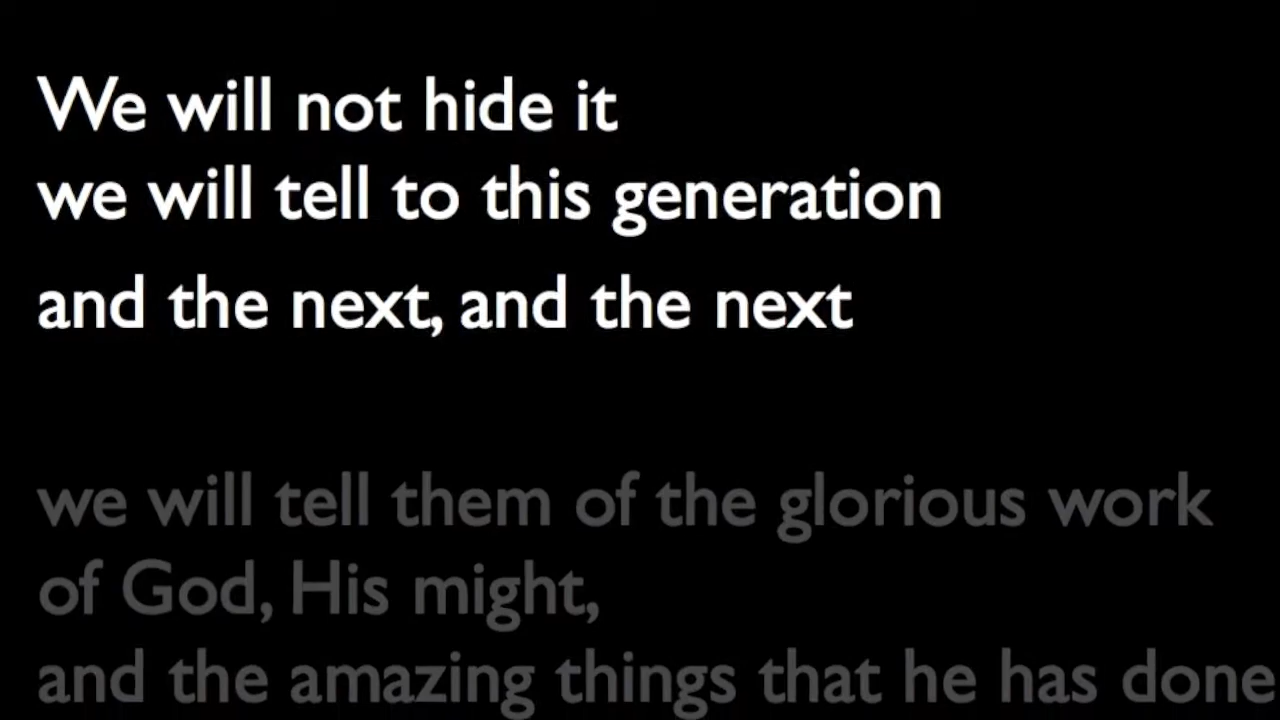 We will not hide it
we will tell to this generation
and the next, and the next
we will tell them of the glorious work
of God, His might,
and the amazing things that he has done